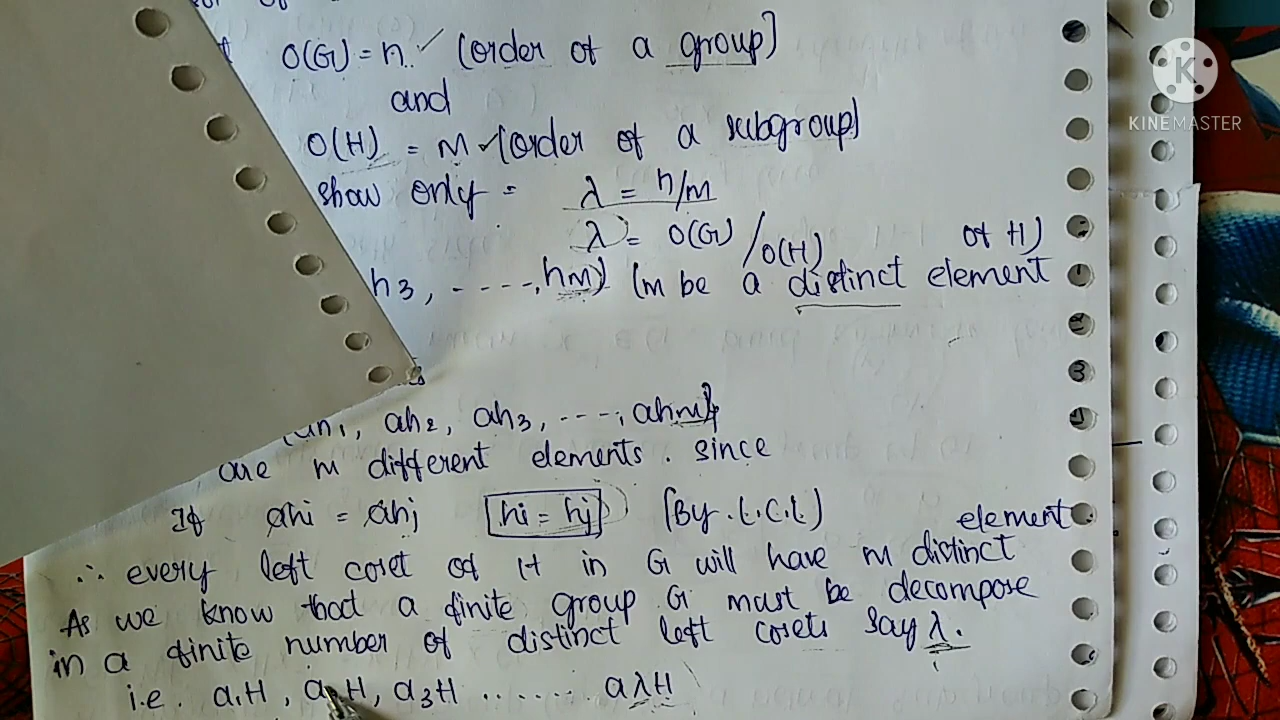 O(G) = n ✓ (order of a group)
and
O(H) = m ✓ (order of a subgroup)
show only = λ = n/m
λ = O(G) / O(H)
h3, - - - -, hm) (m be a distinct element of H)
ah1, ah2, ah3, - - - -, ahm}
are m different elements. since
If ahi = ahj hi = hj (By. L.C.L)
∴ every left coset of H in G will have m distinct element
As we know that a finite group G must be decompose
in a finite number of distinct left cosets say λ.
i.e. a1H, a2H, a3H ...... aλH
KINEMASTER